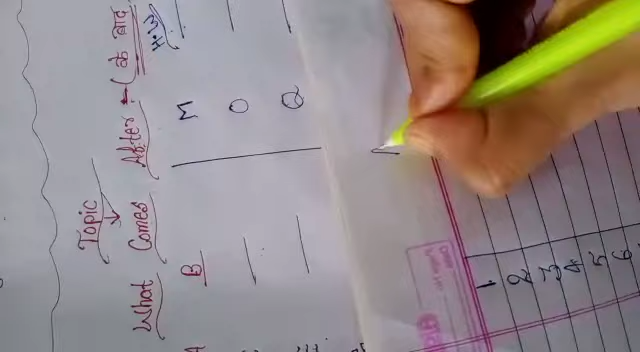 Topic
What Comes After :- ( के बाद
H.W
A B M
O
Q
1
2
3
4
5
6